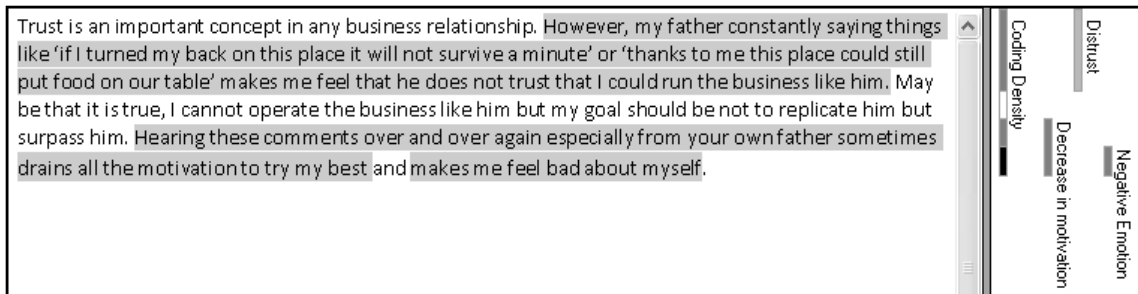 Trust is an important concept in any business relationship. However, my father constantly saying things
like ‘if I turned my back on this place it will not survive a minute’ or ‘thanks to me this place could still
put food on our table’ makes me feel that he does not trust that I could run the business like him. May
be that it is true, I cannot operate the business like him but my goal should be not to replicate him but
surpass him. Hearing these comments over and over again especially from your own father sometimes
drains all the motivation to try my best and makes me feel bad about myself.
Coding Density
Distrust
Decrease in motivation
Negative Emotion